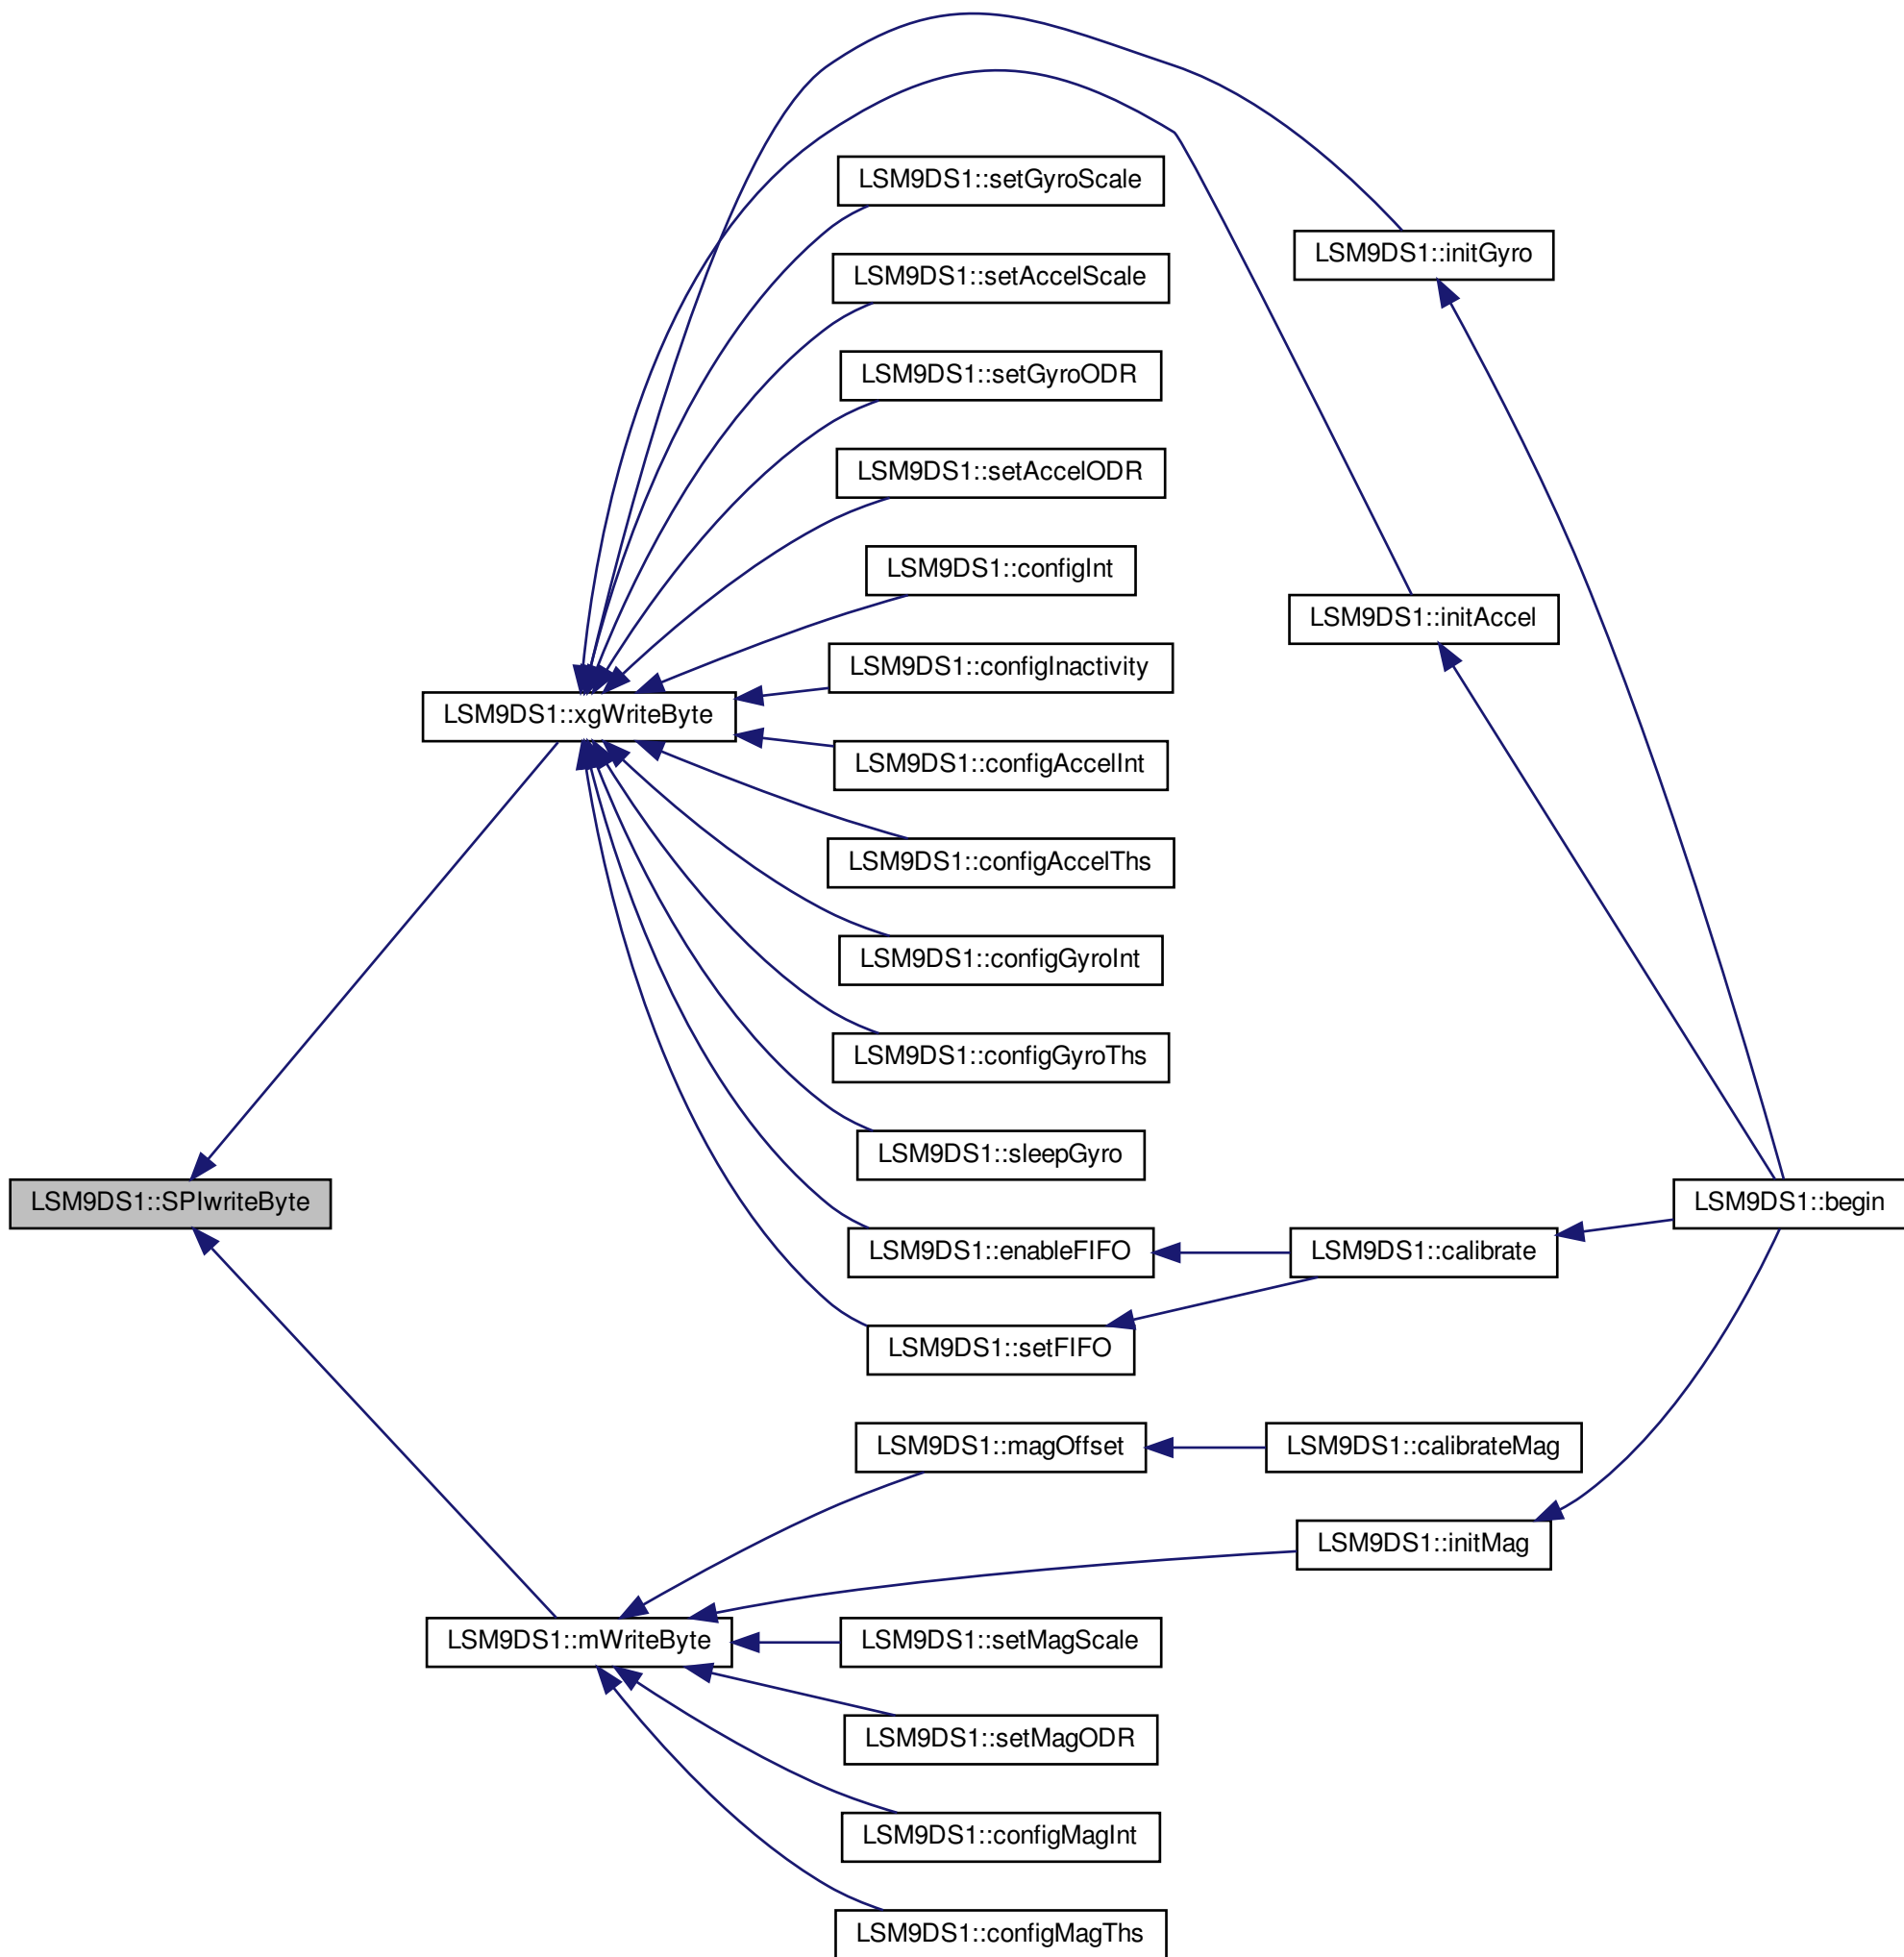 LSM9DS1::setGyroScale
LSM9DS1::initGyro
LSM9DS1::setAccelScale
LSM9DS1::setGyroODR
LSM9DS1::setAccelODR
LSM9DS1::configInt
LSM9DS1::initAccel
LSM9DS1::configInactivity
LSM9DS1::xgWriteByte
LSM9DS1::configAccelInt
LSM9DS1::configAccelThs
LSM9DS1::configGyroInt
LSM9DS1::configGyroThs
LSM9DS1::sleepGyro
LSM9DS1::SPIwriteByte
LSM9DS1::begin
LSM9DS1::enableFIFO
LSM9DS1::calibrate
LSM9DS1::setFIFO
LSM9DS1::magOffset
LSM9DS1::calibrateMag
LSM9DS1::initMag
LSM9DS1::mWriteByte
LSM9DS1::setMagScale
LSM9DS1::setMagODR
LSM9DS1::configMagInt
LSM9DS1::configMagThs